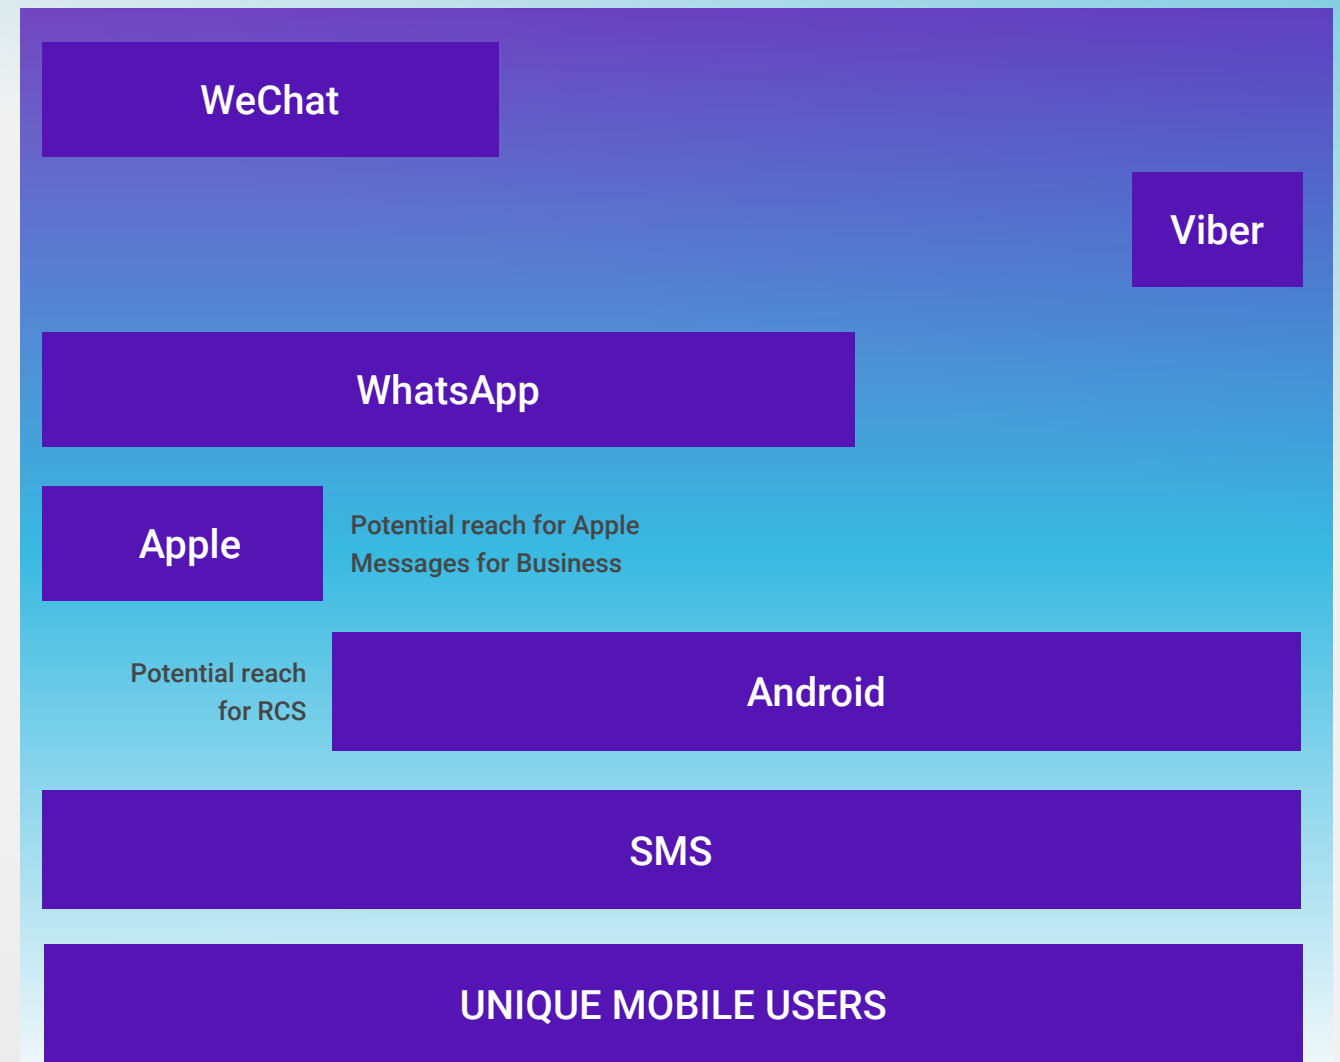 WeChat
Viber
WhatsApp
Apple
Potential reach for Apple
Messages for Business
Potential reach
for RCS
Android
SMS
UNIQUE MOBILE USERS